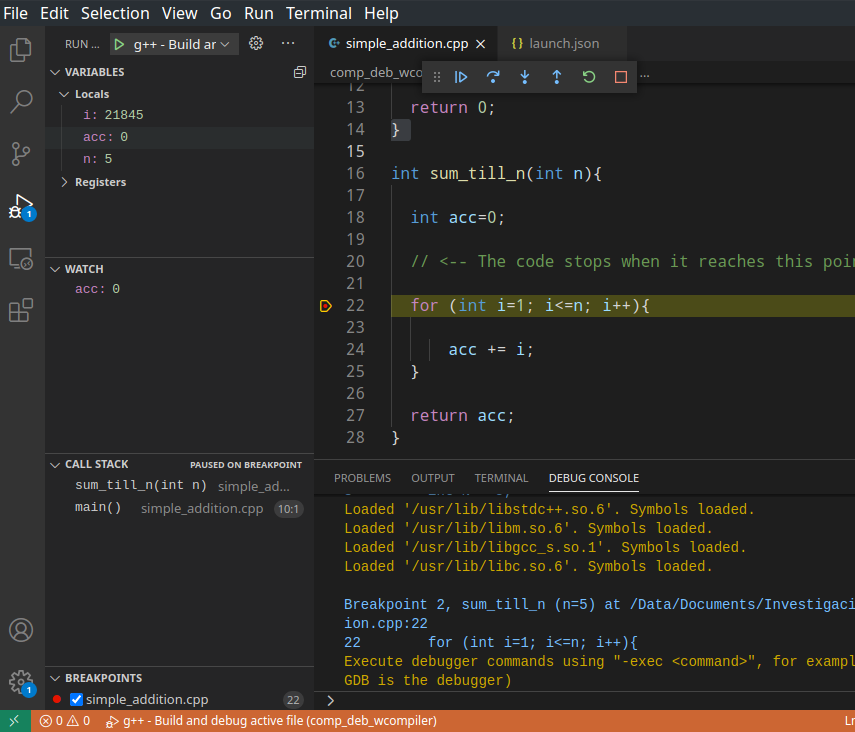 File Edit Selection View Go Run Terminal Help
RUN ... g++ - Build ar
VARIABLES
Locals
i: 21845
acc: 0
n: 5
Registers
WATCH
acc: 0
CALL STACK PAUSED ON BREAKPOINT
sum_till_n(int n) simple_ad...
main() simple_addition.cpp 10:1
BREAKPOINTS
simple_addition.cpp 22
1
1
simple_addition.cpp
{} launch.json
comp_deb_wco ...
12
13 return 0;
14 }
15
16 int sum_till_n(int n){
17
18 int acc=0;
19
20 // <-- The code stops when it reaches this poin
21
22 for (int i=1; i<=n; i++){
23
24 acc += i;
25 }
26
27 return acc;
28 }
PROBLEMS OUTPUT TERMINAL DEBUG CONSOLE
Loaded '/usr/lib/libstdc++.so.6'. Symbols loaded.
Loaded '/usr/lib/libm.so.6'. Symbols loaded.
Loaded '/usr/lib/libgcc_s.so.1'. Symbols loaded.
Loaded '/usr/lib/libc.so.6'. Symbols loaded.
Breakpoint 2, sum_till_n (n=5) at /Data/Documents/Investigaci
ion.cpp:22
22 for (int i=1; i<=n; i++){
Execute debugger commands using "-exec <command>", for exampl
GDB is the debugger)
>
0 0 g++ - Build and debug active file (comp_deb_wcompiler) Ln